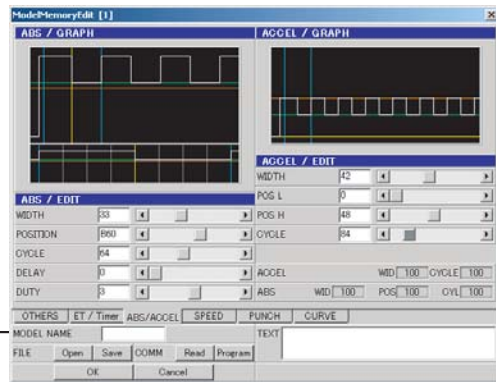 ModelMemoryEdit [1]
ABS / GRAPH
ACCEL / GRAPH
ABS / EDIT
WIDTH 33
POSITION B60
CYCLE 64
DELAY 0
DUTY 3
ACCEL / EDIT
WIDTH 42
POS L 0
POS H 48
CYCLE 84
ACCEL WID 100 CYCLE 100
ABS WID 100 POS 100 CYL 100
OTHERS ET / Timer ABS/ACCEL SPEED PUNCH CURVE
MODEL NAME TEXT
FILE Open Save COMM Read Program
OK Cancel